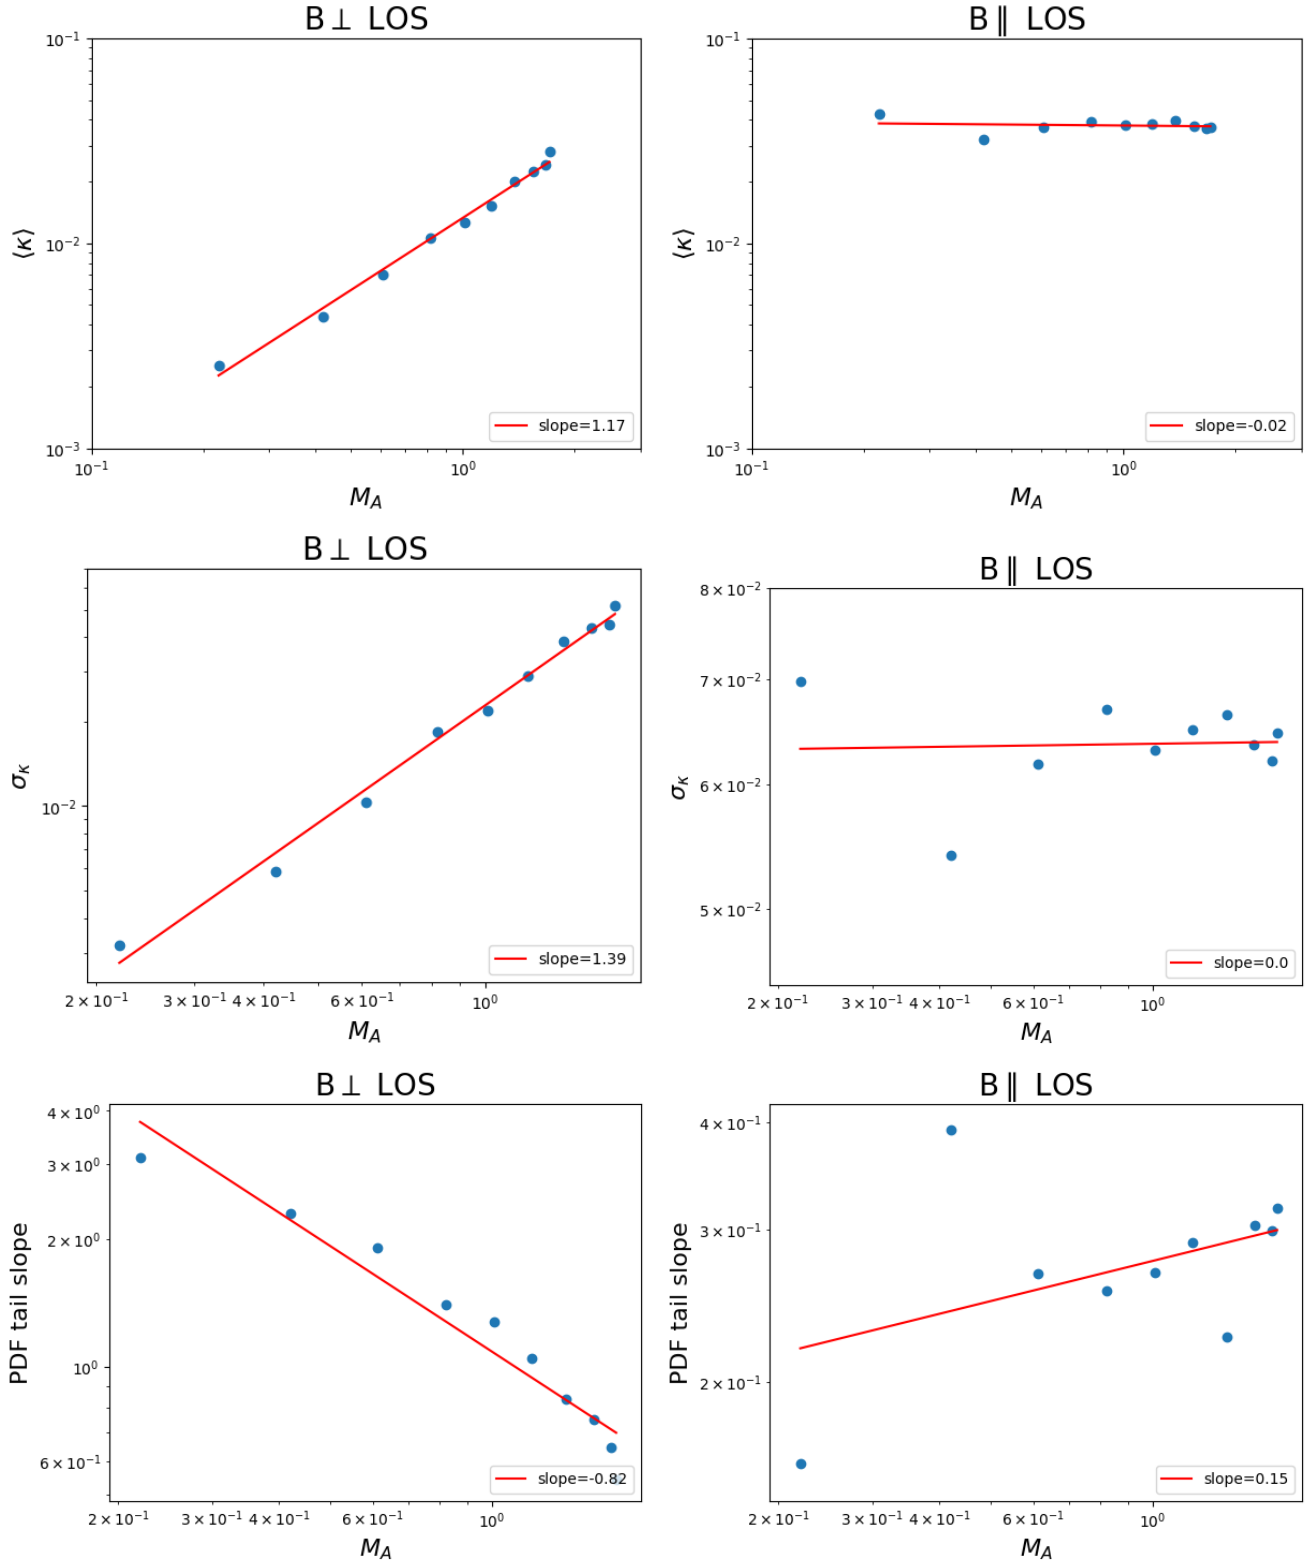 B ⊥ LOS
10⁻¹
10⁻²
10⁻³
⟨κ⟩
slope=1.17
10⁻¹ 10⁰
M_A
B ∥ LOS
10⁻¹
10⁻²
10⁻³
⟨κ⟩
slope=-0.02
10⁻¹ 10⁰
M_A
B ⊥ LOS
10⁻²
σ_κ
slope=1.39
2 × 10⁻¹ 3 × 10⁻¹ 4 × 10⁻¹ 6 × 10⁻¹ 10⁰
M_A
B ∥ LOS
8 × 10⁻²
7 × 10⁻²
6 × 10⁻²
5 × 10⁻²
σ_κ
slope=0.0
2 × 10⁻¹ 3 × 10⁻¹ 4 × 10⁻¹ 6 × 10⁻¹ 10⁰
M_A
B ⊥ LOS
4 × 10⁰
3 × 10⁰
2 × 10⁰
10⁰
6 × 10⁻¹
PDF tail slope
slope=-0.82
2 × 10⁻¹ 3 × 10⁻¹ 4 × 10⁻¹ 6 × 10⁻¹ 10⁰
M_A
B ∥ LOS
4 × 10⁻¹
3 × 10⁻¹
2 × 10⁻¹
PDF tail slope
slope=0.15
2 × 10⁻¹ 3 × 10⁻¹ 4 × 10⁻¹ 6 × 10⁻¹ 10⁰
M_A